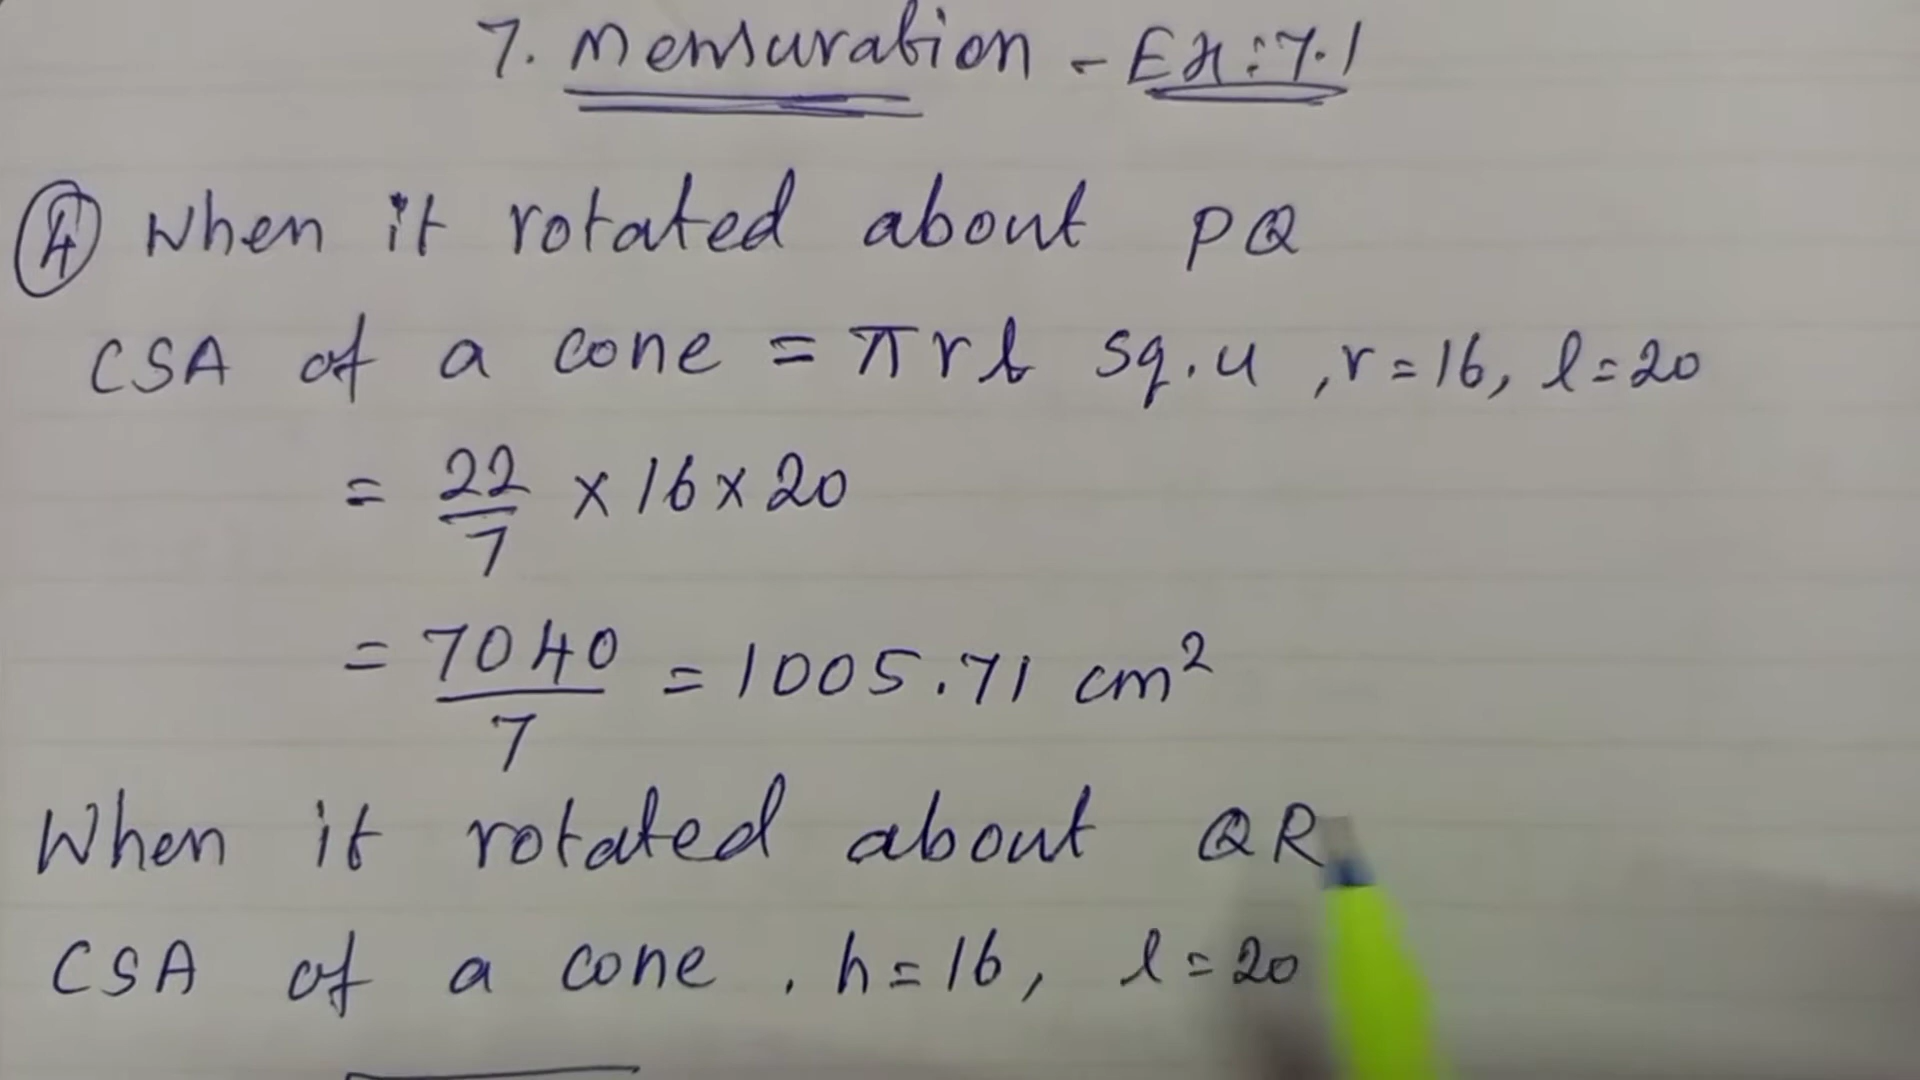 7. Mensuration - Ex: 7.1
④ When it rotated about PQ
CSA of a cone = πrl sq.u, r=16, l=20
= 22/7 × 16 × 20
= 7040/7 = 1005.71 cm²
When it rotated about QR
CSA of a cone. h=16, l=20